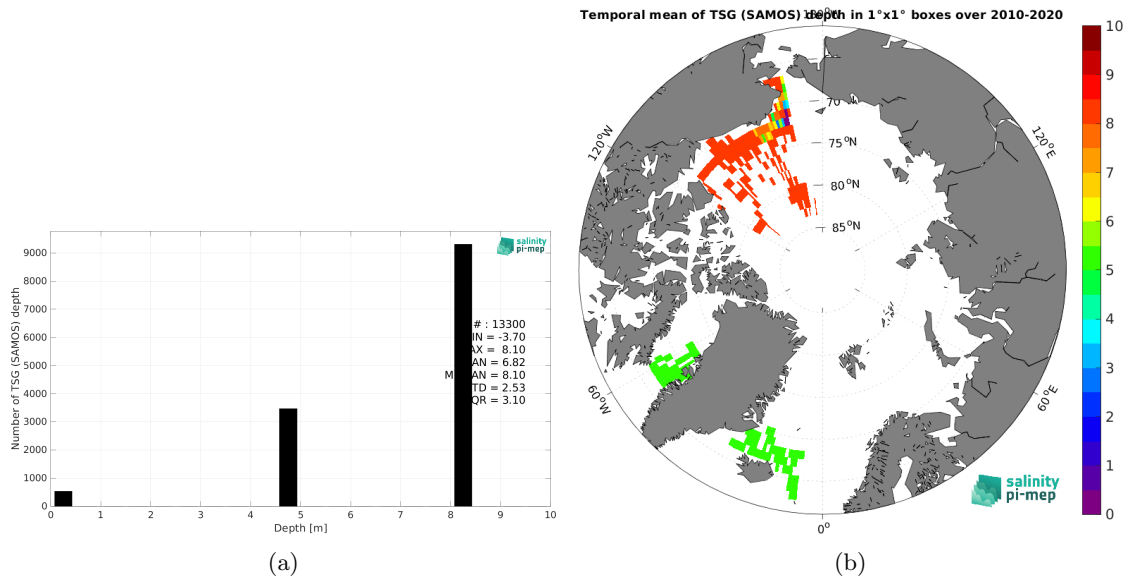 Temporal mean of TSG (SAMOS) depth in 1°x1° boxes over 2010-2020
120°W
120°E
60°W
60°E
0°
70
75°N
80°N
85°N
10
9
8
7
6
5
4
3
2
1
0
salinity
pi-mep
Number of TSG (SAMOS) depth
9000
8000
7000
6000
5000
4000
3000
2000
1000
0
salinity
pi-mep
# : 13300
IN = -3.70
AX = 8.10
AN = 6.82
M AN = 8.10
TD = 2.53
QR = 3.10
0 1 2 3 4 5 6 7 8 9 10
Depth [m]
(a)
(b)